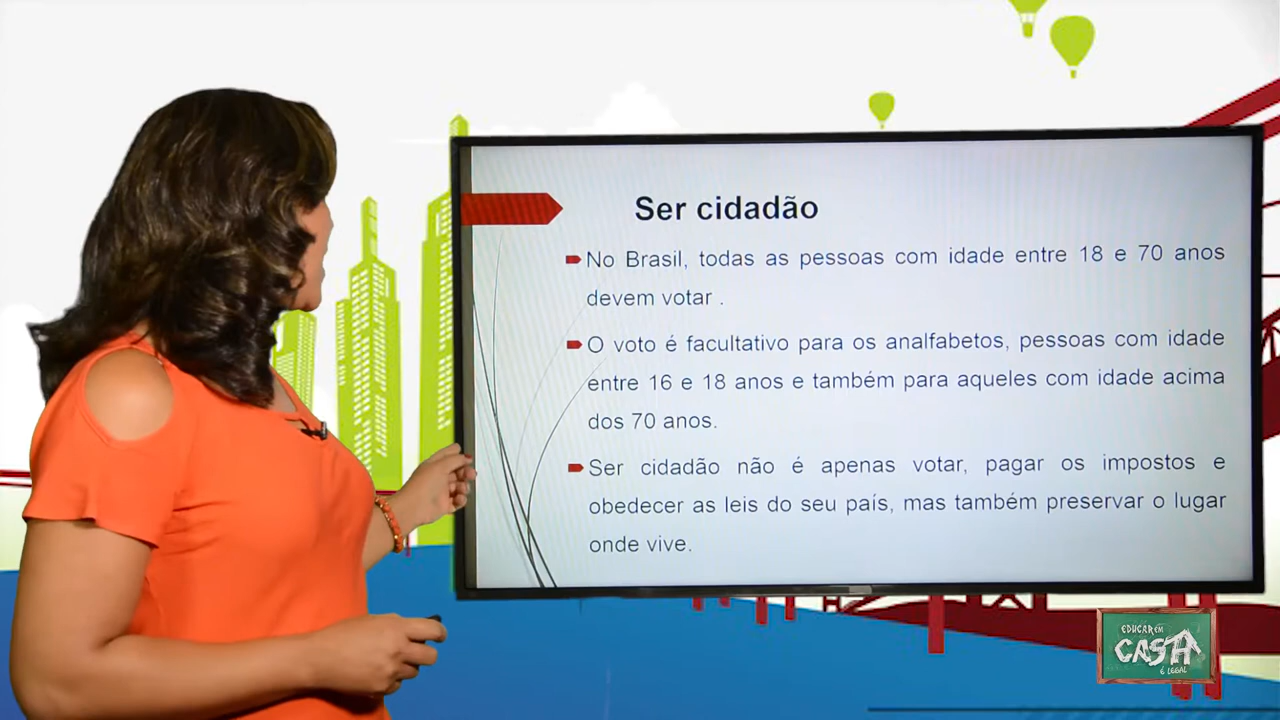 Ser cidadão
No Brasil, todas as pessoas com idade entre 18 e 70 anos
devem votar .
O voto é facultativo para os analfabetos, pessoas com idade
entre 16 e 18 anos e também para aqueles com idade acima
dos 70 anos.
Ser cidadão não é apenas votar, pagar os impostos e
obedecer as leis do seu país, mas também preservar o lugar
onde vive.
EDUCAR EM
CASA
É LEGAL